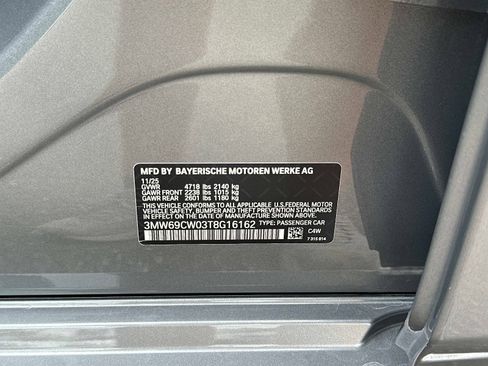 MFD BY BAYERISCHE MOTOREN WERKE AG
11/25
GVWR 4718 lbs 2140 kg
GAWR FRONT 2238 lbs 1015 kg
GAWR REAR 2601 lbs 1180 kg
THIS VEHICLE CONFORMS TO ALL APPLICABLE U.S. FEDERAL MOTOR
VEHICLE SAFETY, BUMPER AND THEFT PREVENTION STANDARDS
IN EFFECT ON THE DATE OF MANUFACTURE SHOWN ABOVE.
3MW69CW03T8G16162 TYPE: PASSENGER CAR
C4W
7 315 814